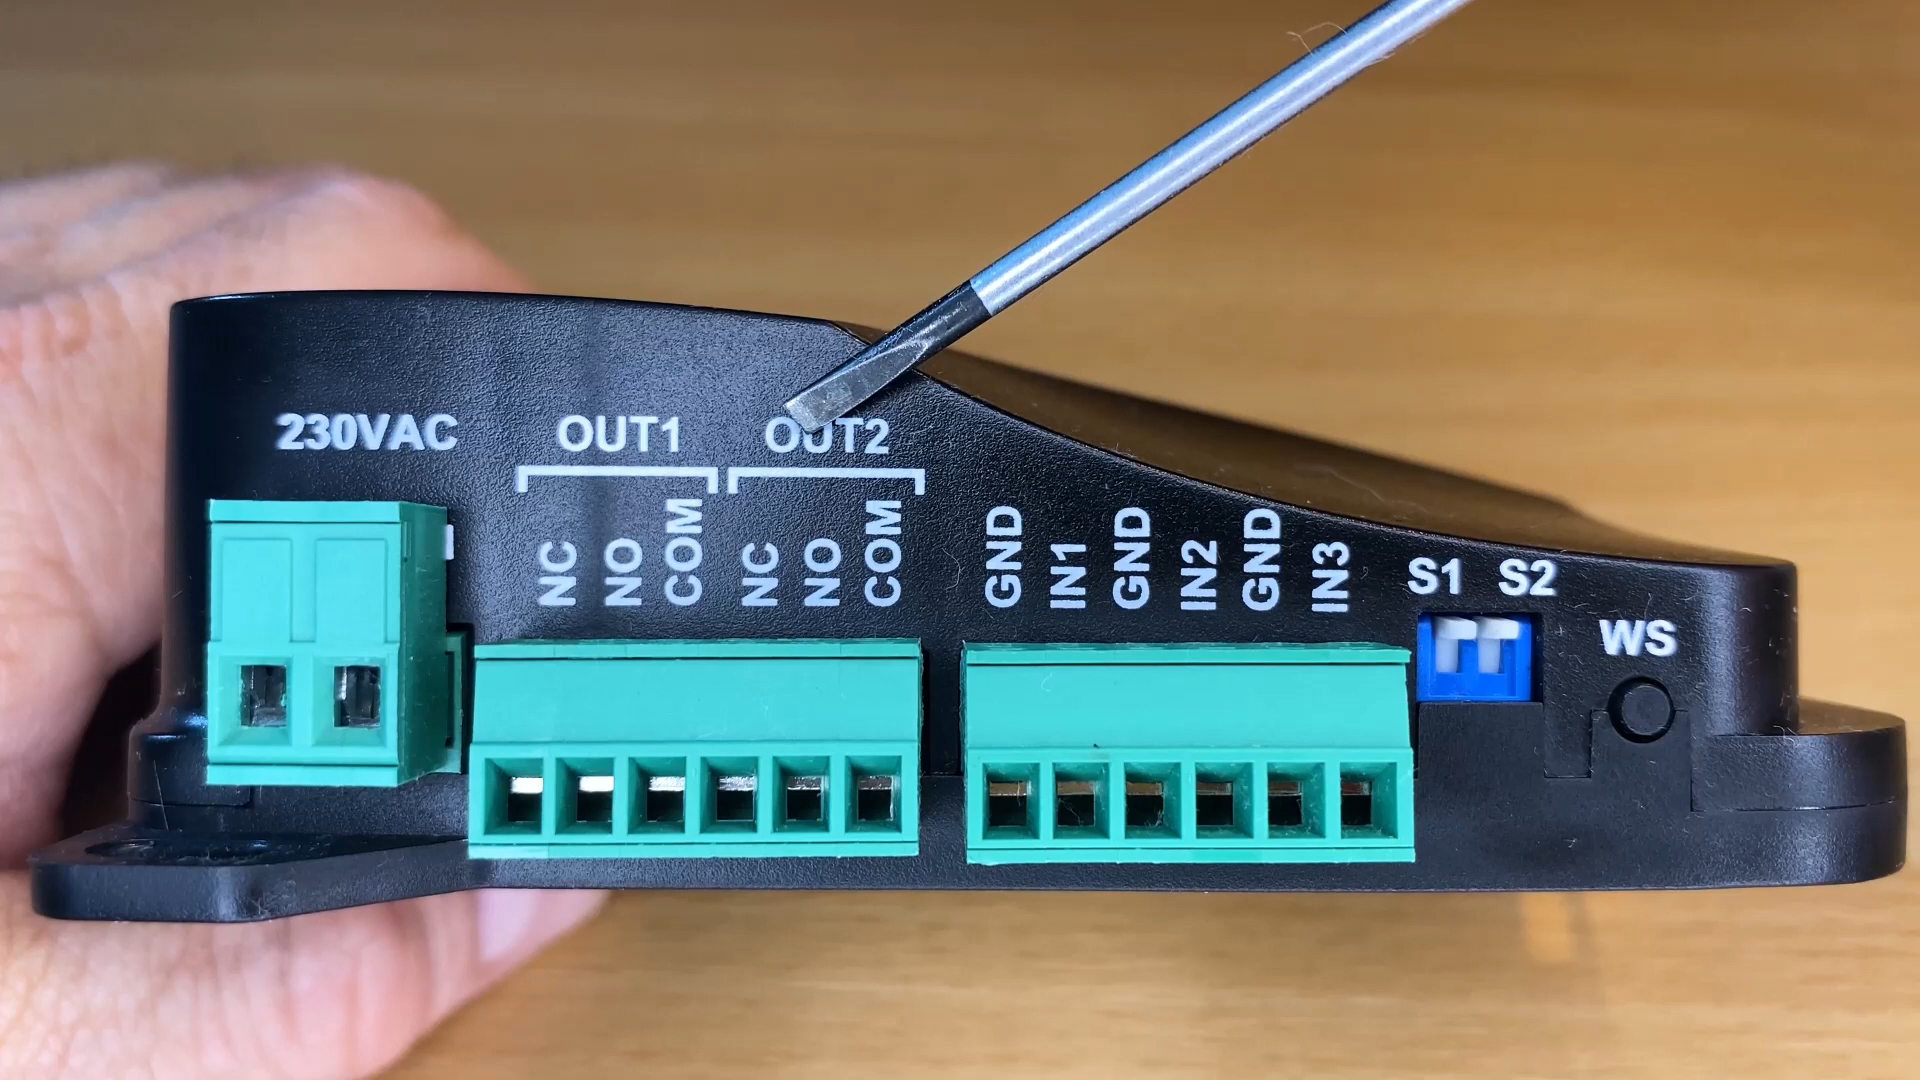 230VAC OUT1 OUT2
NC NO COM NC NO COM GND IN1 GND IN2 GND IN3
S1 S2
WS